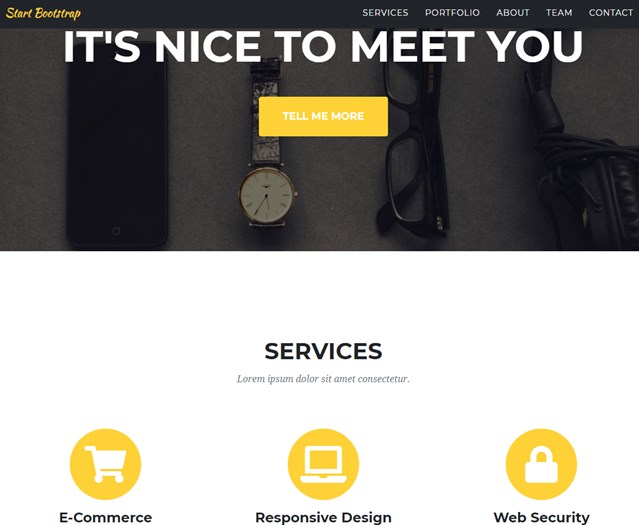 Start Bootstrap
SERVICES PORTFOLIO ABOUT TEAM CONTACT
IT'S NICE TO MEET YOU
TELL ME MORE
SERVICES
Lorem ipsum dolor sit amet consectetur.
E-Commerce
Responsive Design
Web Security